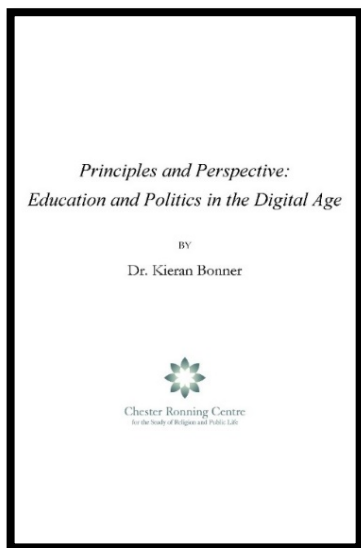 Principles and Perspective:
Education and Politics in the Digital Age
BY
Dr. Kieran Bonner
Chester Ronning Centre
for the Study of Religion and Public Life